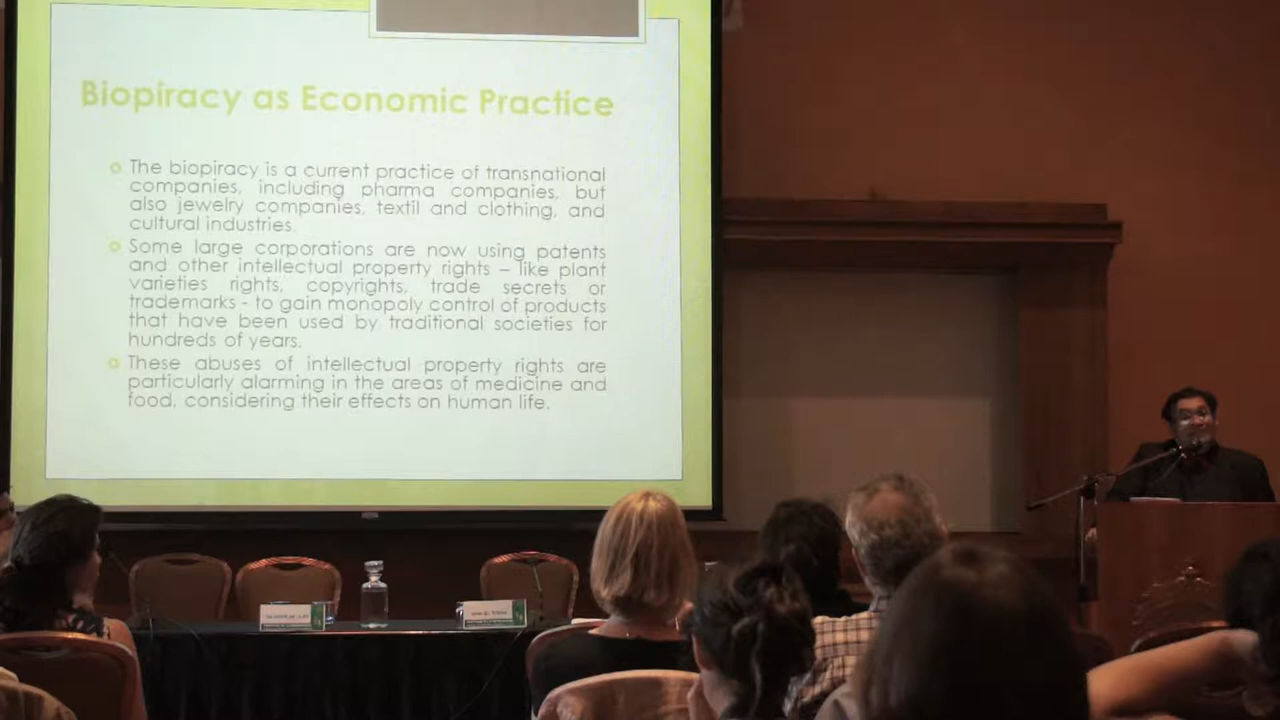 Biopiracy as Economic Practice
The biopiracy is a current practice of transnational
companies, including pharma companies, but
also jewelry companies, textil and clothing, and
cultural industries.
Some large corporations are now using patents
and other intellectual property rights – like plant
varieties rights, copyrights, trade secrets or
trademarks - to gain monopoly control of products
that have been used by traditional societies for
hundreds of years.
These abuses of intellectual property rights are
particularly alarming in the areas of medicine and
food, considering their effects on human life.